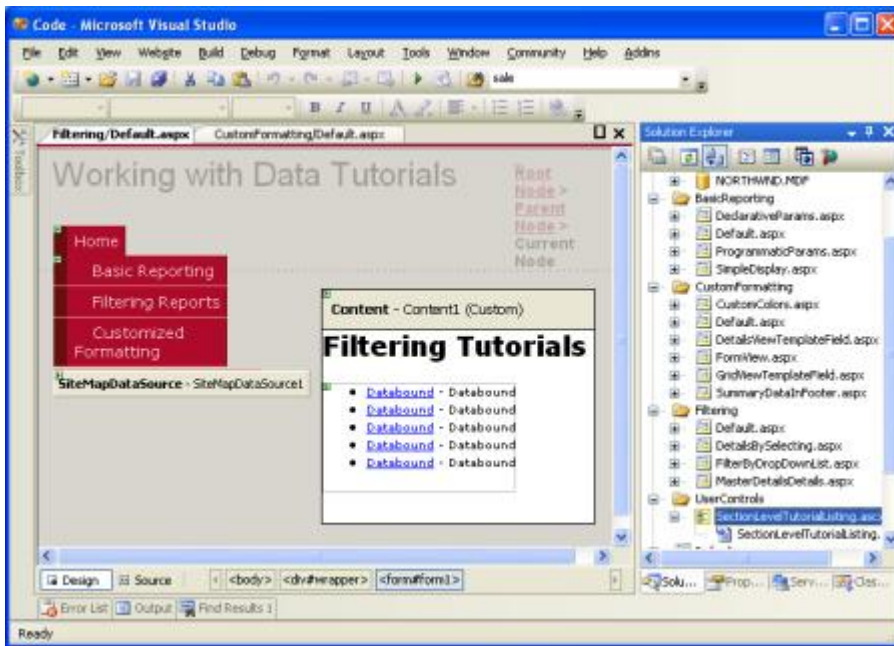 Code - Microsoft Visual Studio
File Edit View Website Build Debug Format Layout Tools Window Community Help Addins
sale
B I U A
Toolbox
Filtering/Default.aspx CustomFormatting/Default.aspx
Working with Data Tutorials
Root
Node >
Parent
Node >
Current
Node
Home
Basic Reporting
Filtering Reports
Customized
Formatting
SiteMapDataSource - SiteMapDataSource1
Content - Content1 (Custom)
Filtering Tutorials
Databound - Databound
Databound - Databound
Databound - Databound
Databound - Databound
Databound - Databound
Design Source <body> <div#wrapper> <form#form1>
Error List Output Find Results 1
Ready
Solution Explorer
NORTHWND.MDF
BasicReporting
DeclarativeParams.aspx
Default.aspx
ProgrammaticParams.aspx
SimpleDisplay.aspx
CustomFormatting
CustomColors.aspx
Default.aspx
DetailsViewTemplateField.aspx
FormView.aspx
GridViewTemplateField.aspx
SummaryDataInFooter.aspx
Filtering
Default.aspx
DetailsBySelecting.aspx
FilterByDropDownList.aspx
MasterDetailsDetails.aspx
UserControls
SectionLevelTutorialListing.ascx
SectionLevelTutorialListing.
Solu... Prop... Serv... Clas...